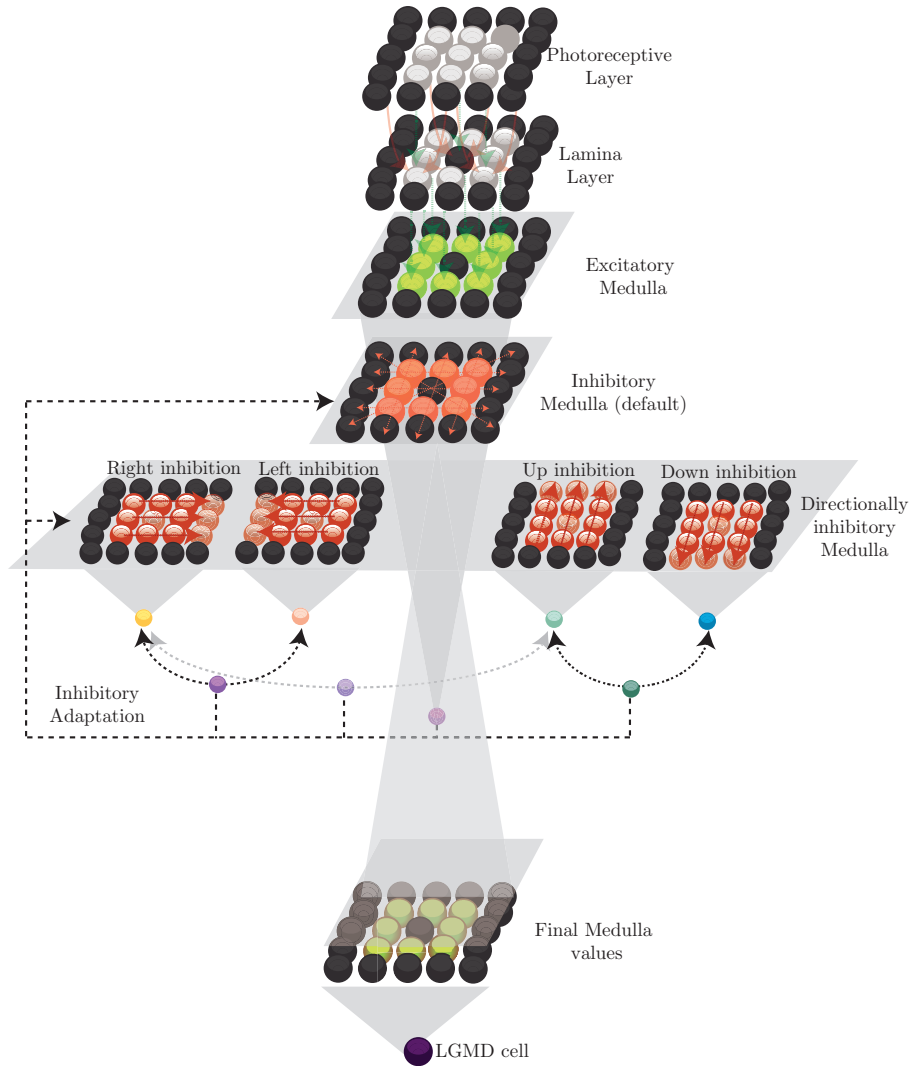 Photoreceptive
Layer
Lamina
Layer
Excitatory
Medulla
Inhibitory
Medulla (default)
Right inhibition
Left inhibition
Up inhibition
Down inhibition
Directionally
inhibitory
Medulla
Inhibitory
Adaptation
Final Medulla
values
LGMD cell